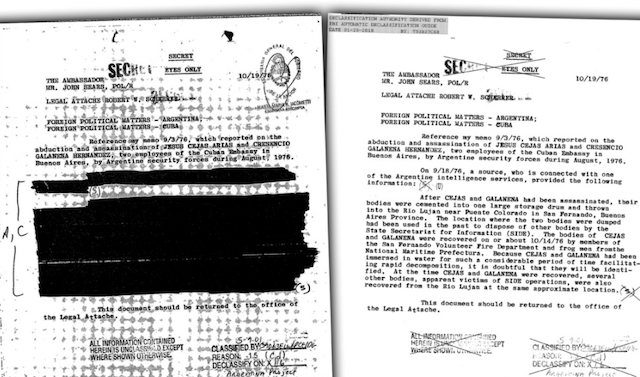 SECRET
SECRET
EYES ONLY
10/19/76
THE AMBASSADOR
MR. JOHN SEARS, POL/R
LEGAL ATTACHE ROBERT W.
FOREIGN POLITICAL MATTERS - ARGENTINA;
FOREIGN POLITICAL MATTERS - CUBA
Reference my memo 9/3/76, which reported the
abduction and assassination of JESUS CEJAS ARIAS and CRESENCIO
GALANENA HERNANDEZ, two employees of the Cuban Embassy in
Buenos Aires, by Argentine security forces during August, 1976.
(S)
A, C
(S)
This document should be returned to the office of
the Legal Attache.
ALL INFORMATION CONTAINED
HEREIN IS UNCLASSIFIED EXCEPT
WHERE SHOWN OTHERWISE.
CLASSIFIED BY
REASON: 1.5
DECLASSIFY ON: X
Project
DECLASSIFICATION AUTHORITY DERIVED FROM:
FBI AUTOMATIC DECLASSIFICATION GUIDE
SECRET
SECRET
EYES ONLY
10/19/76
THE AMBASSADOR
MR. JOHN SEARS, POL/R
LEGAL ATTACHE ROBERT W. SCHERRER
FOREIGN POLITICAL MATTERS - ARGENTINA;
FOREIGN POLITICAL MATTERS - CUBA
Reference my memo 9/3/76, which reported on the
abduction and assassination of JESUS CEJAS ARIAS and CRESENCIO
GALANENA HERNANDEZ, two employees of the Cuban Embassy in
Buenos Aires, by Argentine security forces during August, 1976.
On 9/18/76, a source, who is connected with one
of the Argentine intelligence services, provided the following
information:
After CEJAS and GALANENA had been assassinated, their
bodies were cemented into one large storage drum and thrown
into the Rio Lujan near Puente Colorado in San Fernando, Buenos
Aires Province. The location where the two bodies were dumped
had been used in the past to dispose of other bodies by the
State Secretariat for Information (SIDE). The bodies of CEJAS
and GALANENA were recovered on or about 10/14/76 by members of
the San Fernando Volunteer Fire Department and frog men from the
National Maritime Prefectura. Because CEJAS and GALANENA had been
immersed in water for such a considerable period of time facilitat-
ing rapid decomposition, it is doubtful that they will be identi-
fied. At the time CEJAS and GALANENA were recovered, several
other bodies, apparent victims of SIDE operations, were also
recovered from the Rio Lujan at the same approximate location.
This document should be returned to the office of
the Legal Attache.
ALL INFORMATION CONTAINED
HEREIN IS UNCLASSIFIED EXCEPT
WHERE SHOWN OTHERWISE
CLASSIFIED BY
REASON:
DECLASSIFY ON: X
Project